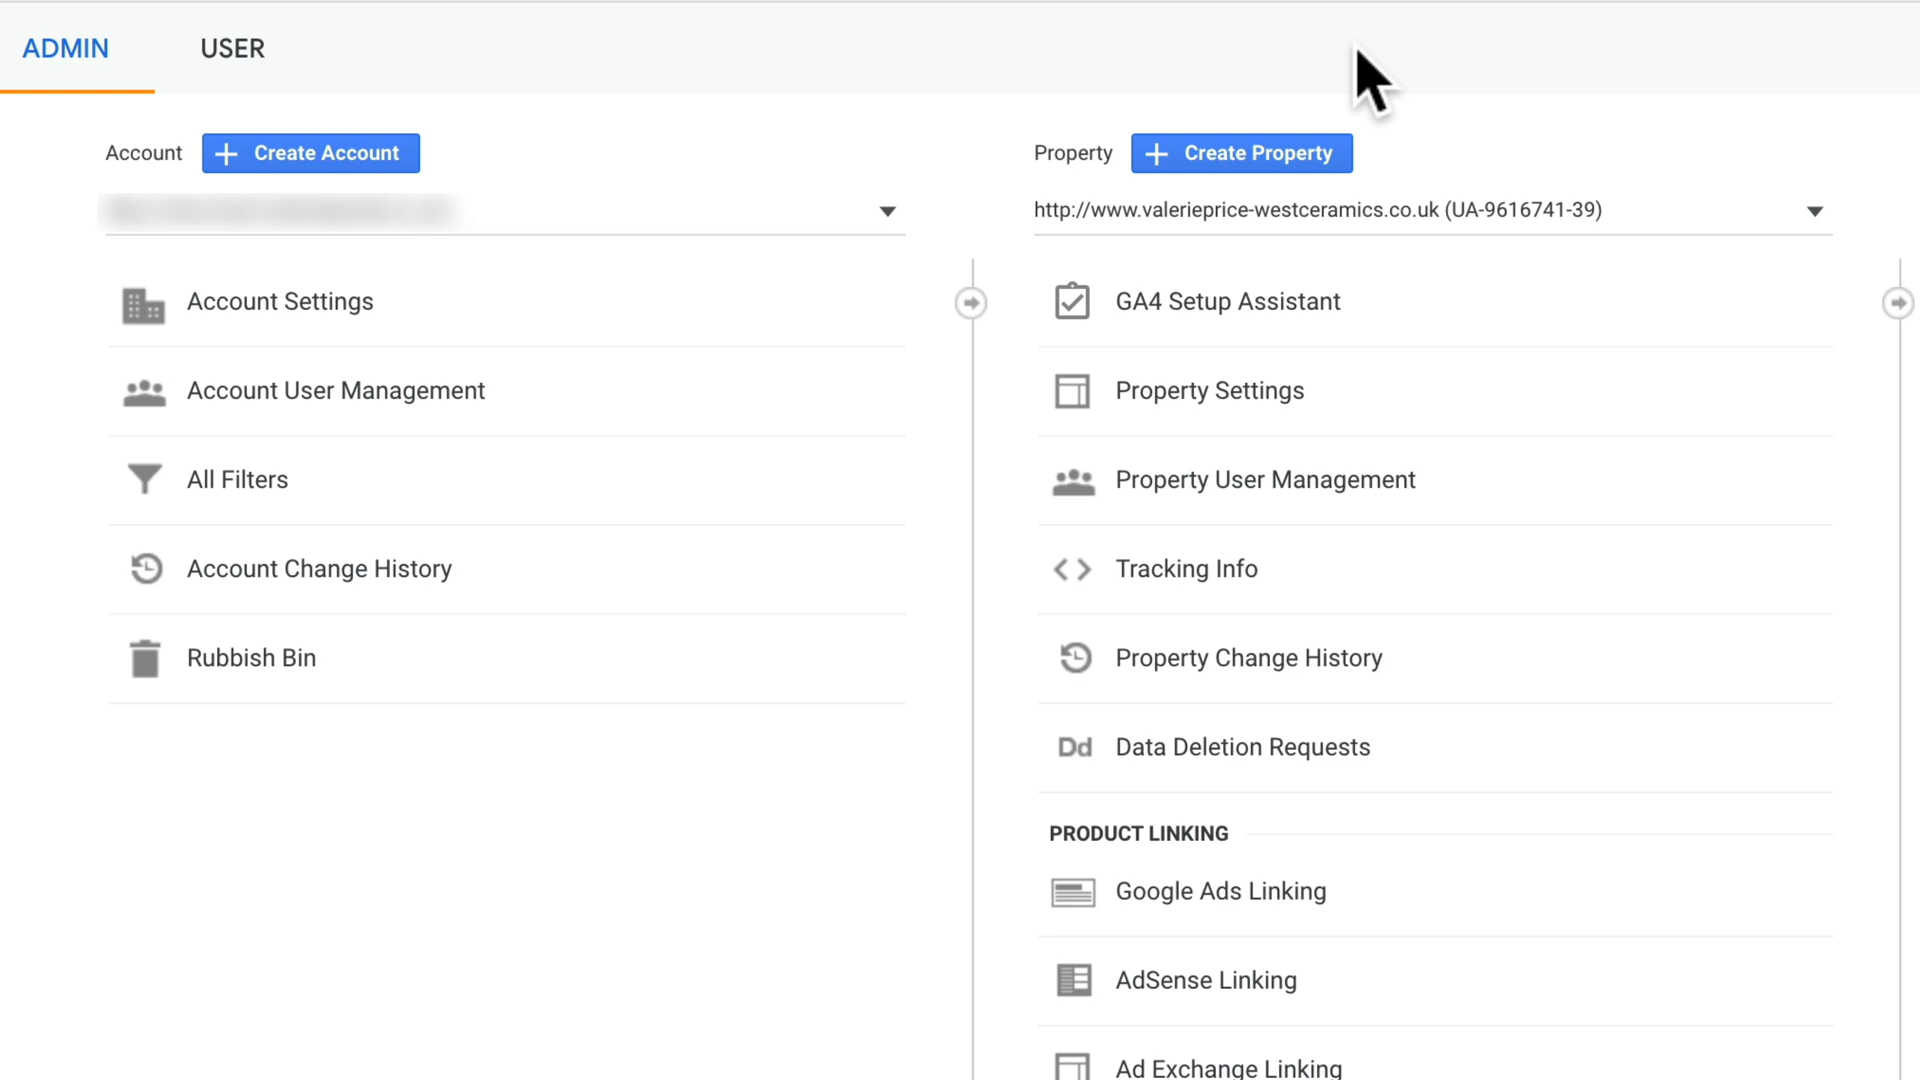 ADMIN USER
Account + Create Account
Account Settings
Account User Management
All Filters
Account Change History
Rubbish Bin
Property + Create Property
http://www.valerieprice-westceramics.co.uk (UA-9616741-39)
GA4 Setup Assistant
Property Settings
Property User Management
Tracking Info
Property Change History
Dd Data Deletion Requests
PRODUCT LINKING
Google Ads Linking
AdSense Linking
Ad Exchange Linking